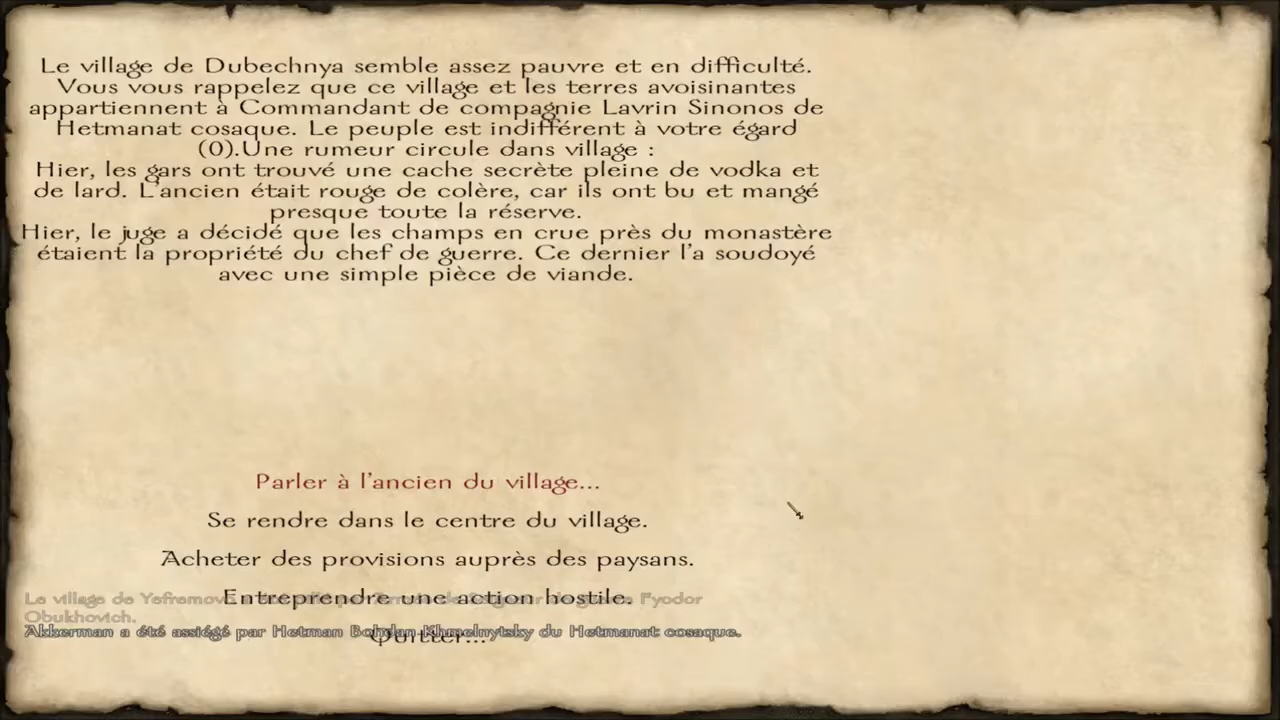 Le village de Dubechnya semble assez pauvre et en difficulté.
Vous vous rappelez que ce village et les terres avoisinantes
appartiennent à Commandant de compagnie Lavrin Sinonos de
Hetmanat cosaque. Le peuple est indifférent à votre égard
(0).Une rumeur circule dans village :
Hier, les gars ont trouvé une cache secrète pleine de vodka et
de lard. L'ancien était rouge de colère, car ils ont bu et mangé
presque toute la réserve.
Hier, le juge a décidé que les champs en crue près du monastère
étaient la propriété du chef de guerre. Ce dernier l'a soudoyé
avec une simple pièce de viande.
Parler à l'ancien du village...
Se rendre dans le centre du village.
Acheter des provisions auprès des paysans.
Entreprendre une action hostile.
Le village de Fyodor
Obukhovich.
Akkerman a été assiégé par Hetman Bohdan Khmelnytsky du Hetmanat cosaque.
Quitter...